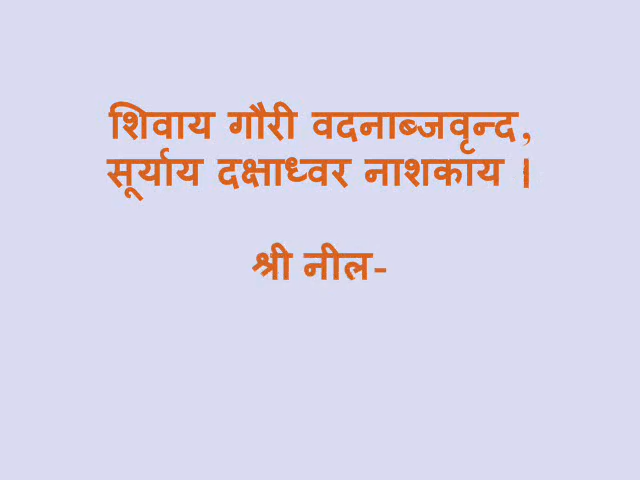 शिवाय गौरी वदनाब्जवृन्द,
सूर्याय दक्षाध्वर नाशकाय ।
श्री नील-